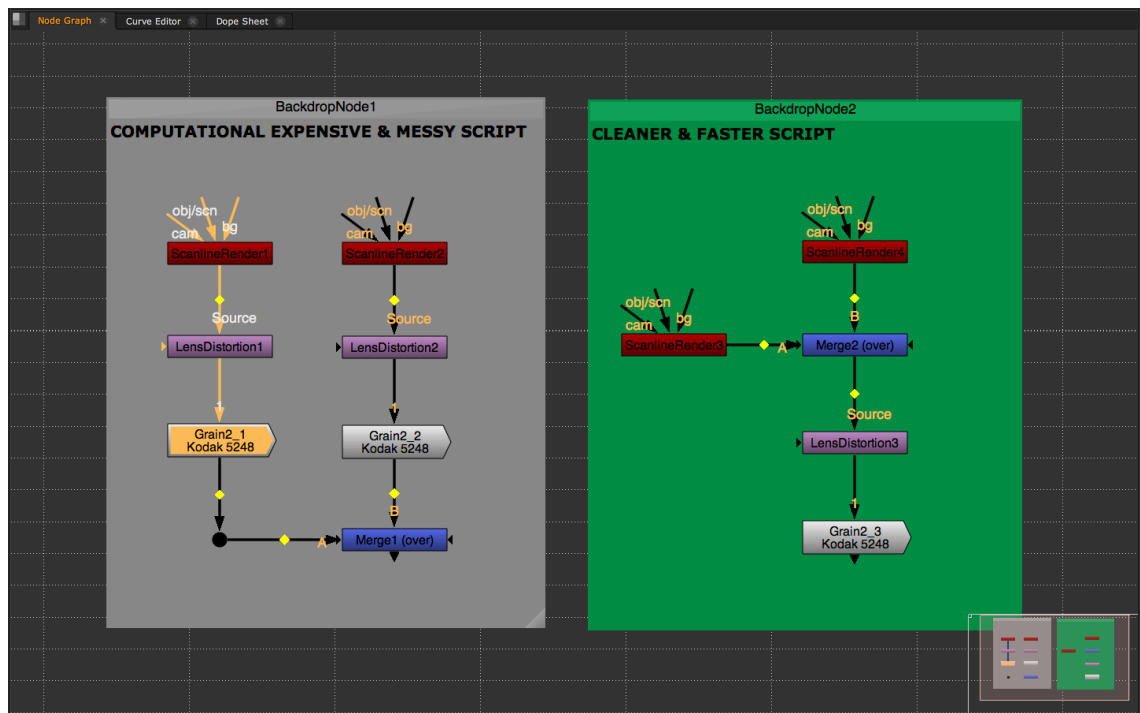 Node Graph
Curve Editor
Dope Sheet
BackdropNode1
COMPUTATIONAL EXPENSIVE & MESSY SCRIPT
obj/scn
cam
bg
ScanlineRender1
Source
LensDistortion1
1
Grain2_1
Kodak 5248
obj/scn
cam
bg
ScanlineRender2
Source
LensDistortion2
1
Grain2_2
Kodak 5248
B
A
Merge1 (over)
BackdropNode2
CLEANER & FASTER SCRIPT
obj/scn
cam
bg
ScanlineRender4
B
obj/scn
cam
bg
ScanlineRender3
A
Merge2 (over)
Source
LensDistortion3
1
Grain2_3
Kodak 5248